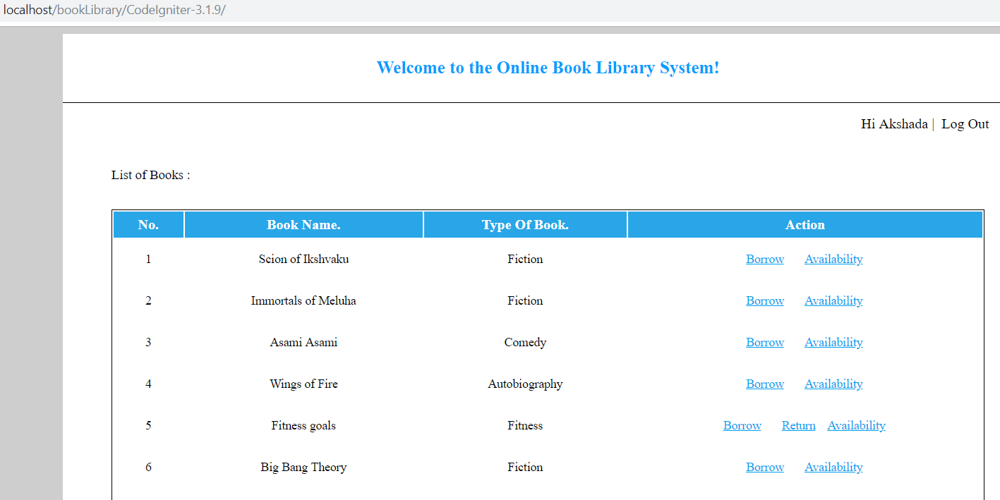 localhost/bookLibrary/CodeIgniter-3.1.9/
Welcome to the Online Book Library System!
Hi Akshada | Log Out
List of Books :
No. Book Name. Type Of Book. Action
1 Scion of Ikshvaku Fiction Borrow Availability
2 Immortals of Meluha Fiction Borrow Availability
3 Asami Asami Comedy Borrow Availability
4 Wings of Fire Autobiography Borrow Availability
5 Fitness goals Fitness Borrow Return Availability
6 Big Bang Theory Fiction Borrow Availability